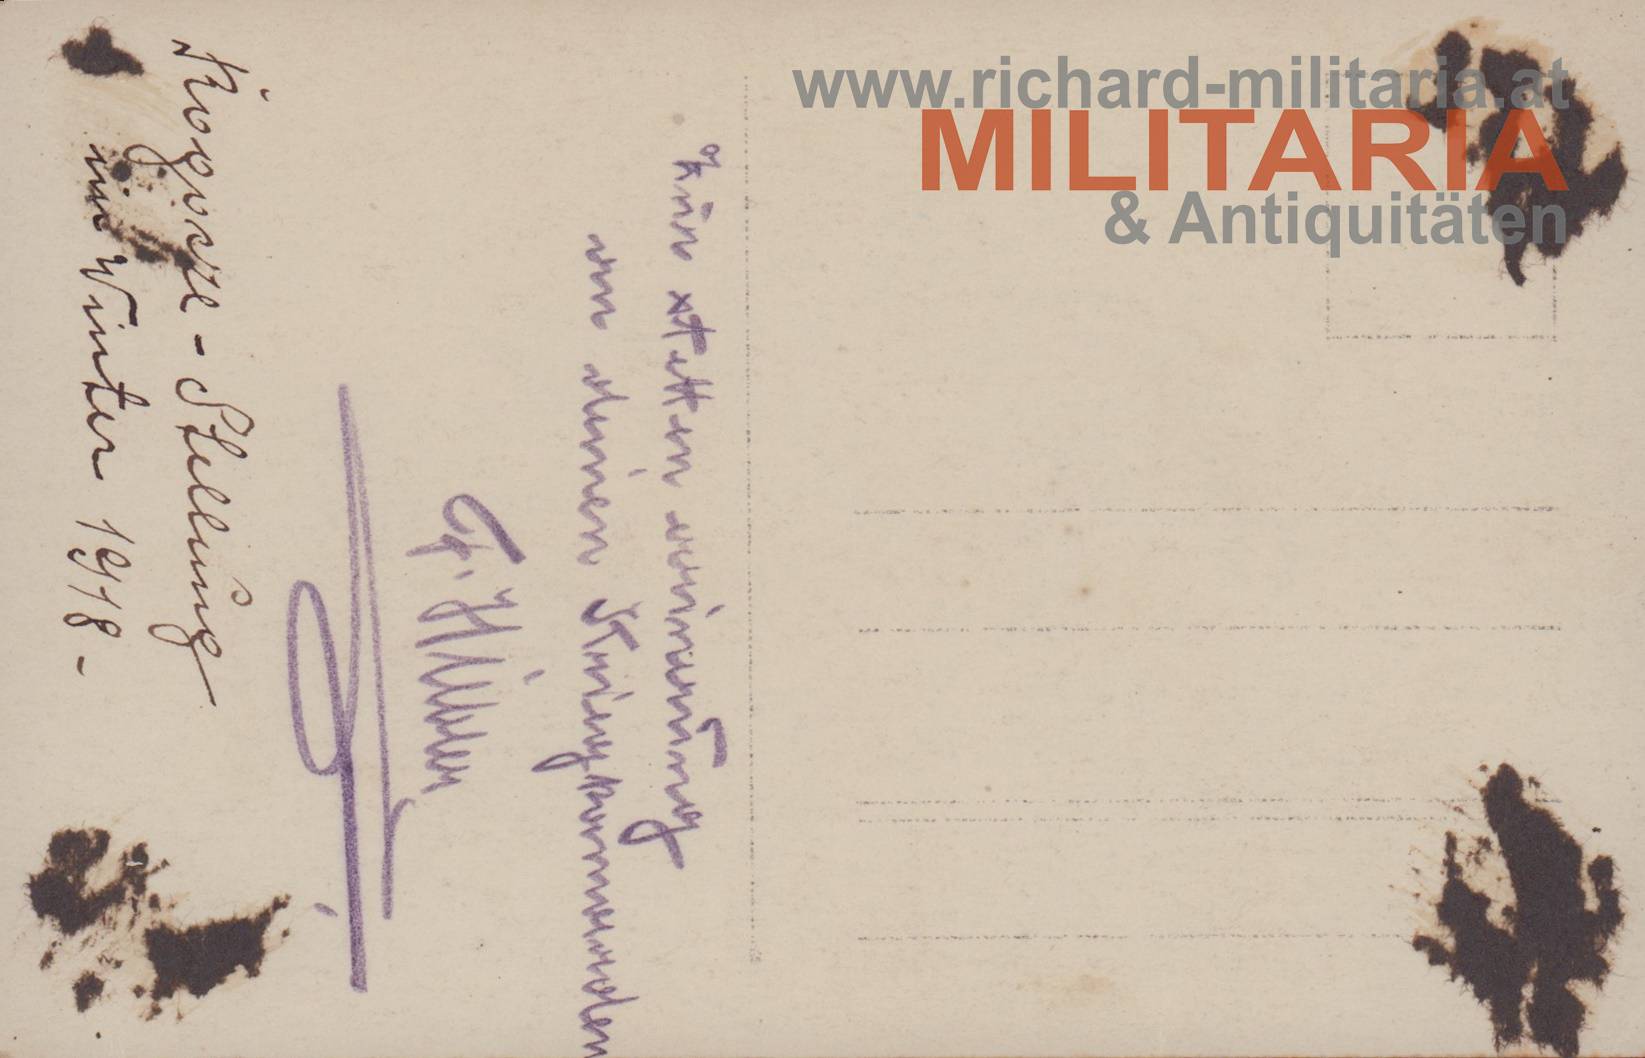 www.richard-militaria.at
MILITARIA
& Antiquitäten
Zur steten erinnerung
an deinen Kriegskameraden
Stellung
im Winter 1918.-